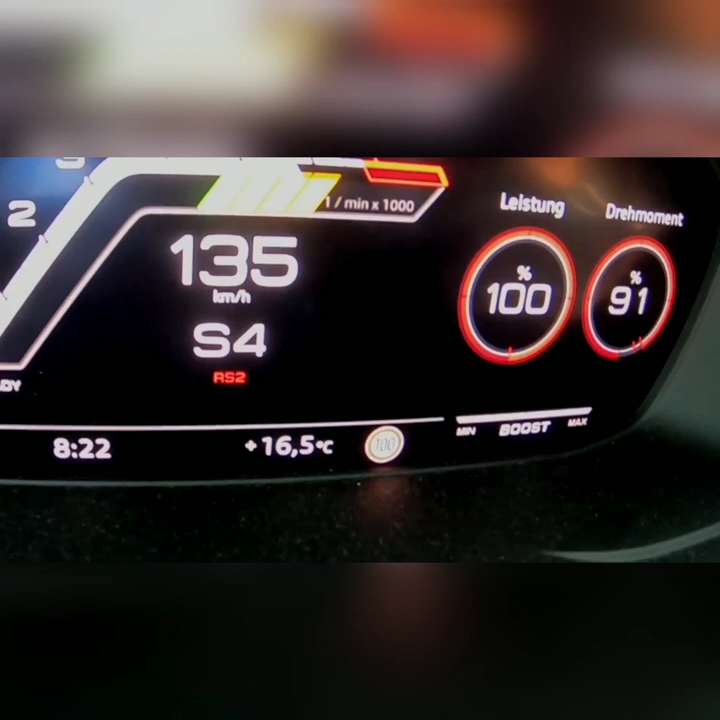 2
1 / min x 1000
135
km/h
S4
RS2
8:22
+16,5°C
100
Leistung
%
100
Drehmoment
%
91
MIN BOOST MAX